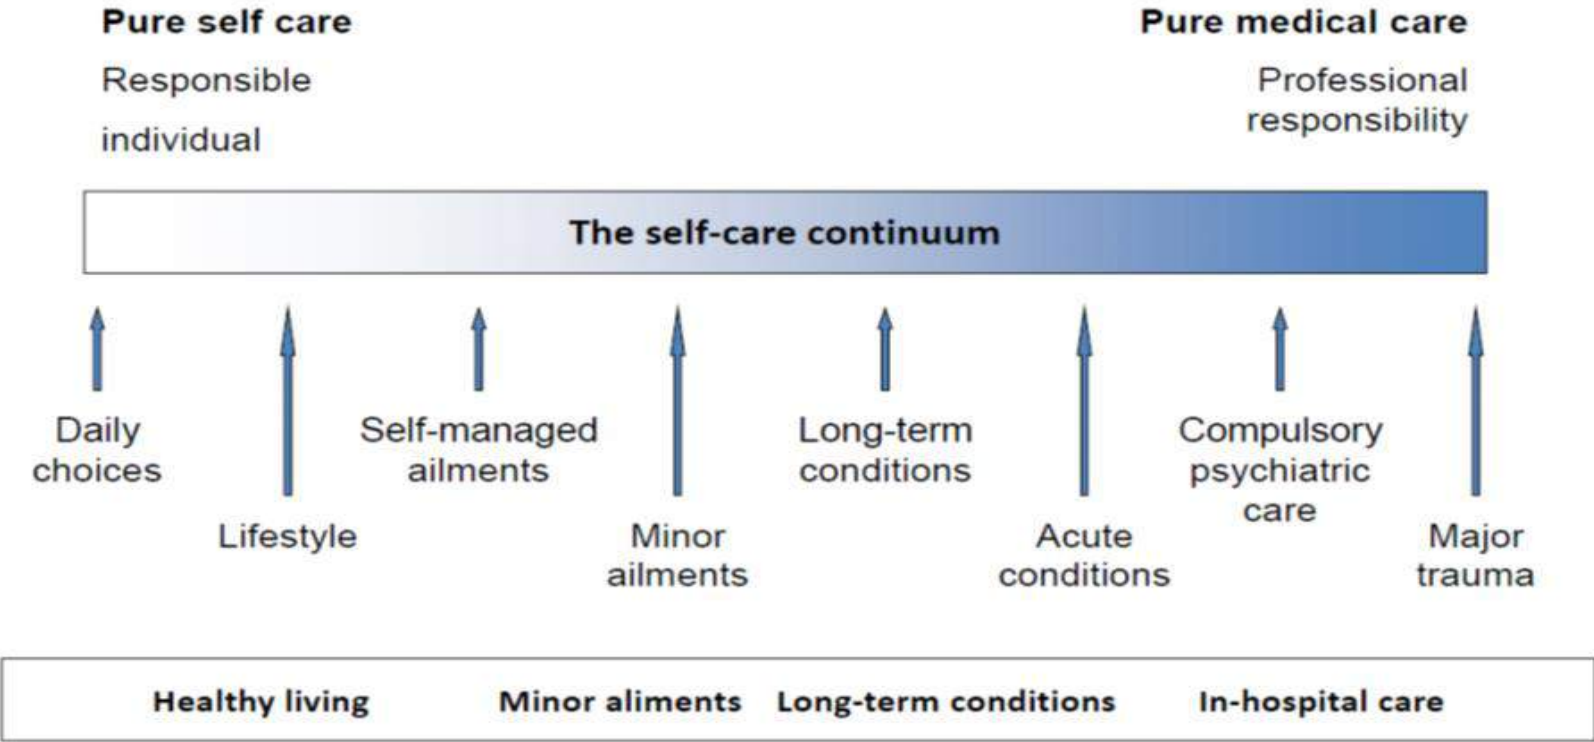 Pure self care
Responsible
individual
Pure medical care
Professional
responsibility
The self-care continuum
Daily
choices
Lifestyle
Self-managed
ailments
Minor
ailments
Long-term
conditions
Acute
conditions
Compulsory
psychiatric
care
Major
trauma
Healthy living
Minor aliments
Long-term conditions
In-hospital care